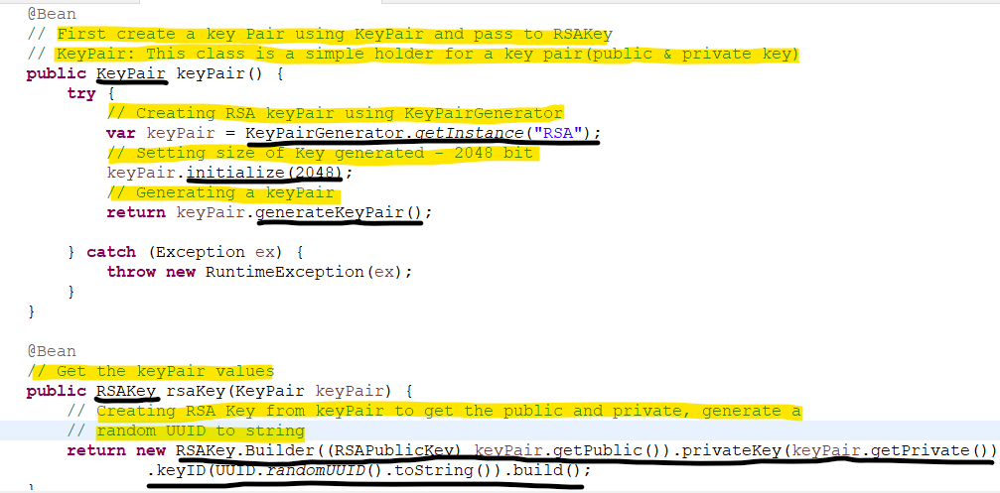 @Bean
// First create a key Pair using KeyPair and pass to RSAKey
// KeyPair: This class is a simple holder for a key pair(public & private key)
public KeyPair keyPair() {
try {
// Creating RSA keyPair using KeyPairGenerator
var keyPair = KeyPairGenerator.getInstance("RSA");
// Setting size of Key generated - 2048 bit
keyPair.initialize(2048);
// Generating a keyPair
return keyPair.generateKeyPair();
} catch (Exception ex) {
throw new RuntimeException(ex);
}
}
@Bean
// Get the keyPair values
public RSAKey rsaKey(KeyPair keyPair) {
// Creating RSA Key from keyPair to get the public and private, generate a
// random UUID to string
return new RSAKey.Builder((RSAPublicKey) keyPair.getPublic()).privateKey(keyPair.getPrivate())
.keyID(UUID.randomUUID().toString()).build();
}